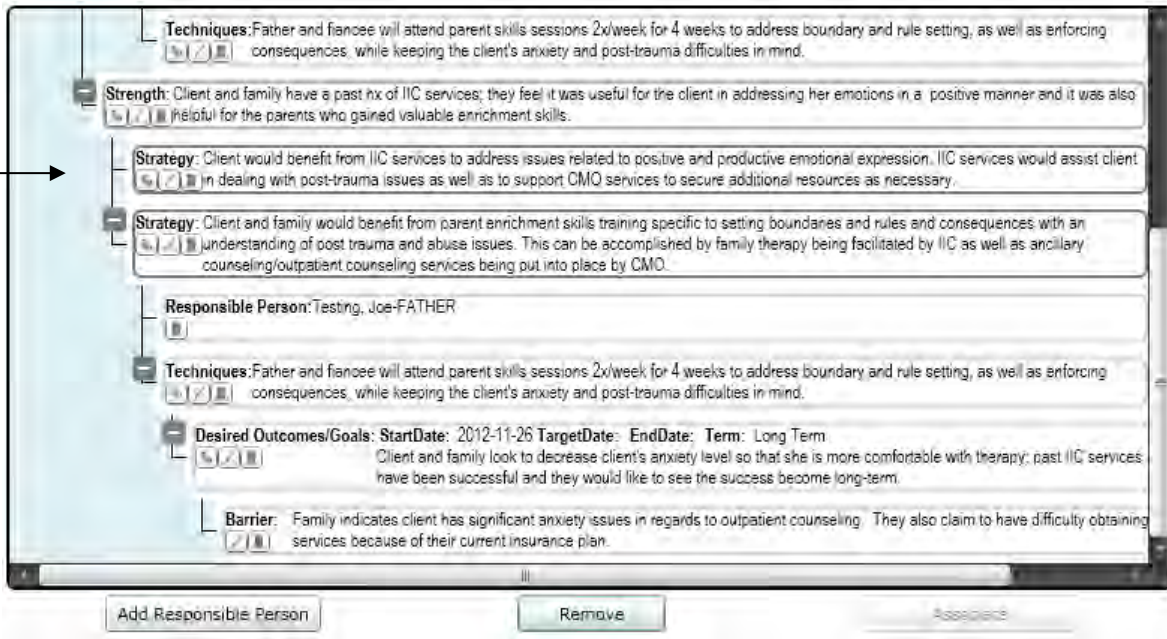 Techniques:Father and fiancee will attend parent skills sessions 2x/week for 4 weeks to address boundary and rule setting, as well as enforcing
consequences, while keeping the client's anxiety and post-trauma difficulties in mind.
Strength: Client and family have a past hx of IIC services; they feel it was useful for the client in addressing her emotions in a positive manner and it was also
helpful for the parents who gained valuable enrichment skills.
Strategy: Client would benefit from IIC services to address issues related to positive and productive emotional expression. IIC services would assist client
in dealing with post-trauma issues as well as to support CMO services to secure additional resources as necessary.
Strategy: Client and family would benefit from parent enrichment skills training specific to setting boundaries and rules and consequences with an
understanding of post trauma and abuse issues. This can be accomplished by family therapy being facilitated by IIC as well as ancillary
counseling/outpatient counseling services being put into place by CMO.
Responsible Person:Testing, Joe-FATHER
Techniques:Father and fiancee will attend parent skills sessions 2x/week for 4 weeks to address boundary and rule setting, as well as enforcing
consequences, while keeping the client's anxiety and post-trauma difficulties in mind.
Desired Outcomes/Goals: StartDate: 2012-11-26 TargetDate: EndDate: Term: Long Term
Client and family look to decrease client's anxiety level so that she is more comfortable with therapy; past IIC services
have been successful and they would like to see the success become long-term.
Barrier: Family indicates client has significant anxiety issues in regards to outpatient counseling. They also claim to have difficulty obtaining
services because of their current insurance plan.
Add Responsible Person
Remove
Associate